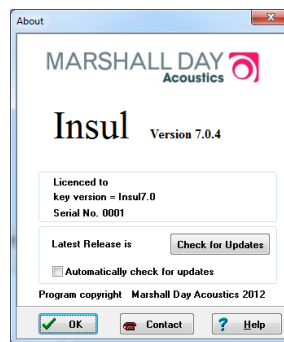 About
MARSHALL DAY
Acoustics
Insul Version 7.0.4
Licenced to
key version = Insul7.0
Serial No. 0001
Latest Release is Check for Updates
Automatically check for updates
Program copyright Marshall Day Acoustics 2012
OK Contact ? Help